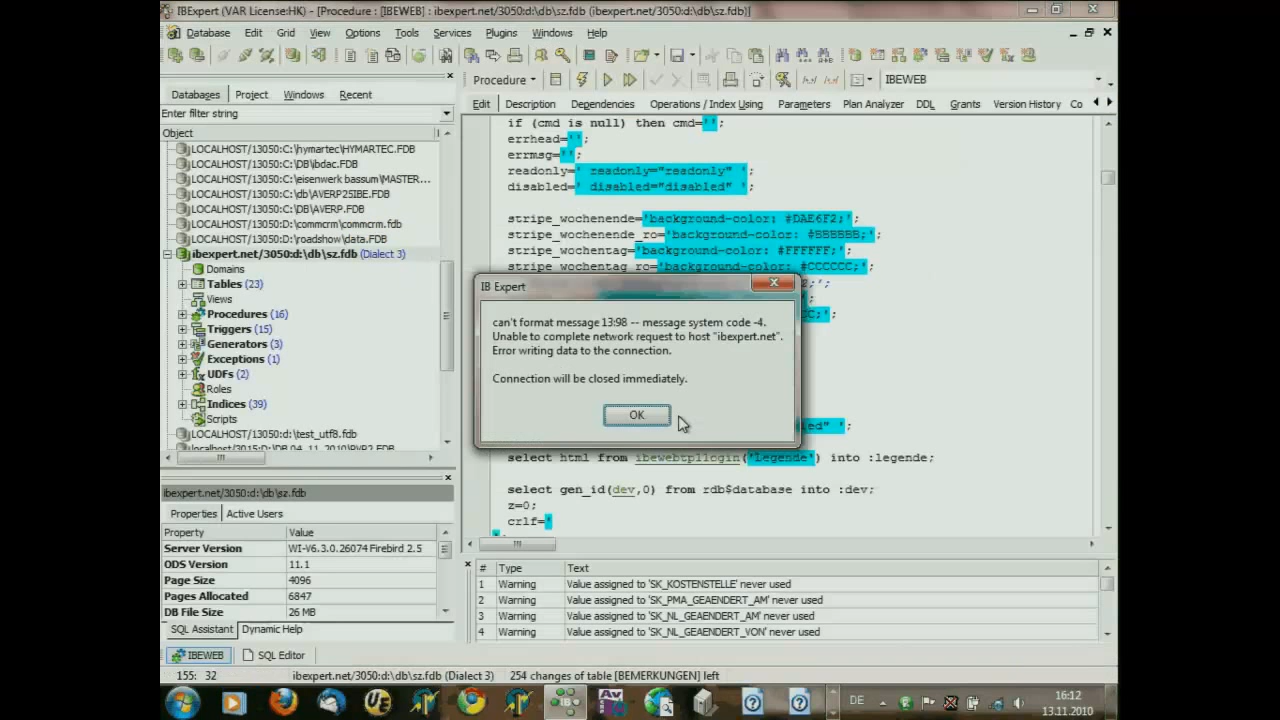 IBExpert (VAR License:HK) - [Procedure : [IBEWEB] : ibexpert.net/3050:d:\db\sz.fdb (ibexpert.net/3050:d:\db\sz.fdb)]
Database Edit Grid View Options Tools Services Plugins Windows Help
Procedure IBEWEB
Databases Project Windows Recent
Edit Description Dependencies Operations / Index Using Parameters Plan Analyzer DDL Grants Version History Co
Enter filter string
Object
LOCALHOST/13050:C:\hymartec\HYMARTEC.FDB
LOCALHOST/13050:C:\DB\bdac.FDB
LOCALHOST/13050:C:\eisenwerk bassum\MASTER...
LOCALHOST/13050:C:\db\AVERP25IBE.FDB
LOCALHOST/13050:C:\DB\AVERP.FDB
LOCALHOST/13050:C:\commcrm\commcrm.fdb
LOCALHOST/13050:d:\roadshow\data.FDB
ibexpert.net/3050:d:\db\sz.fdb (Dialect 3)
Domains
Tables (23)
Views
Procedures (16)
Triggers (15)
Generators (3)
Exceptions (1)
UDFs (2)
Roles
Indices (39)
Scripts
LOCALHOST/13050:d:\test_utf8.fdb
if (cmd is null) then cmd='';
errhead='';
errmsg='';
readonly=' readonly="readonly" ';
disabled=' disabled="disabled" ';
stripe_wochenende='background-color: #DAE6F2;';
stripe_wochenende_ro='background-color: #BBBBBB;';
stripe_wochentag='background-color: #FFFFFF;';
stripe_wochentag_ro='background-color: #CCCCCC;';
IB Expert
can't format message 13:98 -- message system code -4.
Unable to complete network request to host "ibexpert.net".
Error writing data to the connection.
Connection will be closed immediately.
OK
select html from ibewebtpllogin('Legende') into :legende;
select gen_id(dev,0) from rdb$database into :dev;
z=0;
crlf='
';
ibexpert.net/3050:d:\db\sz.fdb
Properties Active Users
Property Value
Server Version WI-V6.3.0.26074 Firebird 2.5
ODS Version 11.1
Page Size 4096
Pages Allocated 6847
DB File Size 26 MB
SQL Assistant Dynamic Help
# Type Text
1 Warning Value assigned to 'SK_KOSTENSTELLE' never used
2 Warning Value assigned to 'SK_PMA_GEAENDERT_AM' never used
3 Warning Value assigned to 'SK_NL_GEAENDERT_AM' never used
4 Warning Value assigned to 'SK_NL_GEAENDERT_VON' never used
IBEWEB SQL Editor
155: 32 ibexpert.net/3050:d:\db\sz.fdb (Dialect 3) 254 changes of table [BEMERKUNGEN] left
DE 16:12
13.11.2010